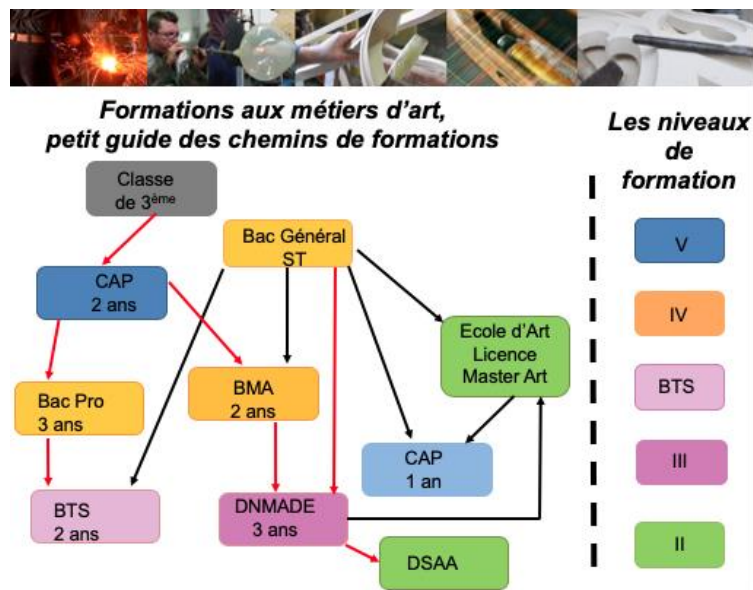 Formations aux métiers d'art,
petit guide des chemins de formations
Les niveaux
de
formation
Classe
de 3ème
Bac Général
ST
V
CAP
2 ans
IV
Ecole d'Art
Licence
Master Art
Bac Pro
3 ans
BMA
2 ans
BTS
CAP
1 an
III
BTS
2 ans
DNMADE
3 ans
DSAA
II